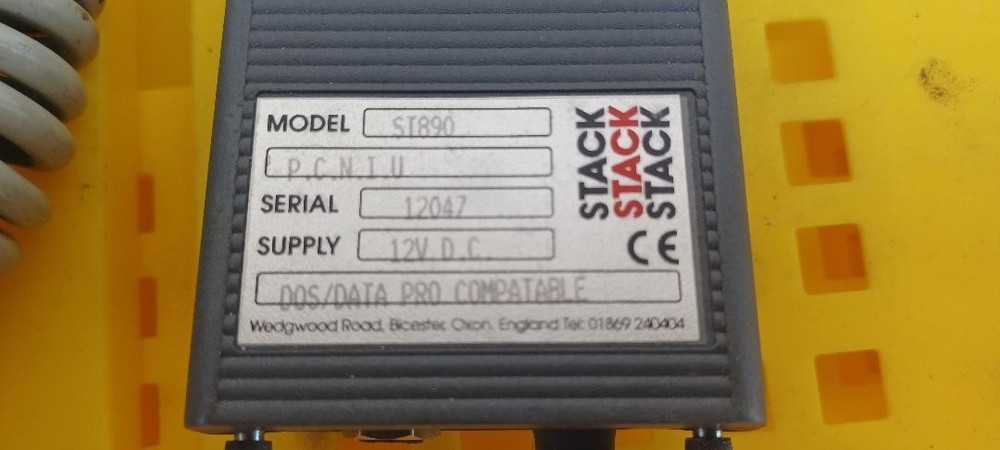 MODEL ST890
P.C.N.I.U
SERIAL 12047
SUPPLY 12V D.C.
DOS/DATA PRO COMPATABLE
Wedgwood Road, Bicester, Oxon, England Tel: 01869 240404
STACK
STACK
STACK
CE